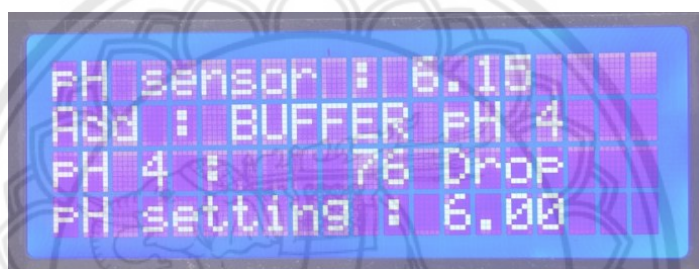 pH sensor : 6.15
Add : BUFFER pH 4
pH 4 : 76 Drop
pH setting : 6.00